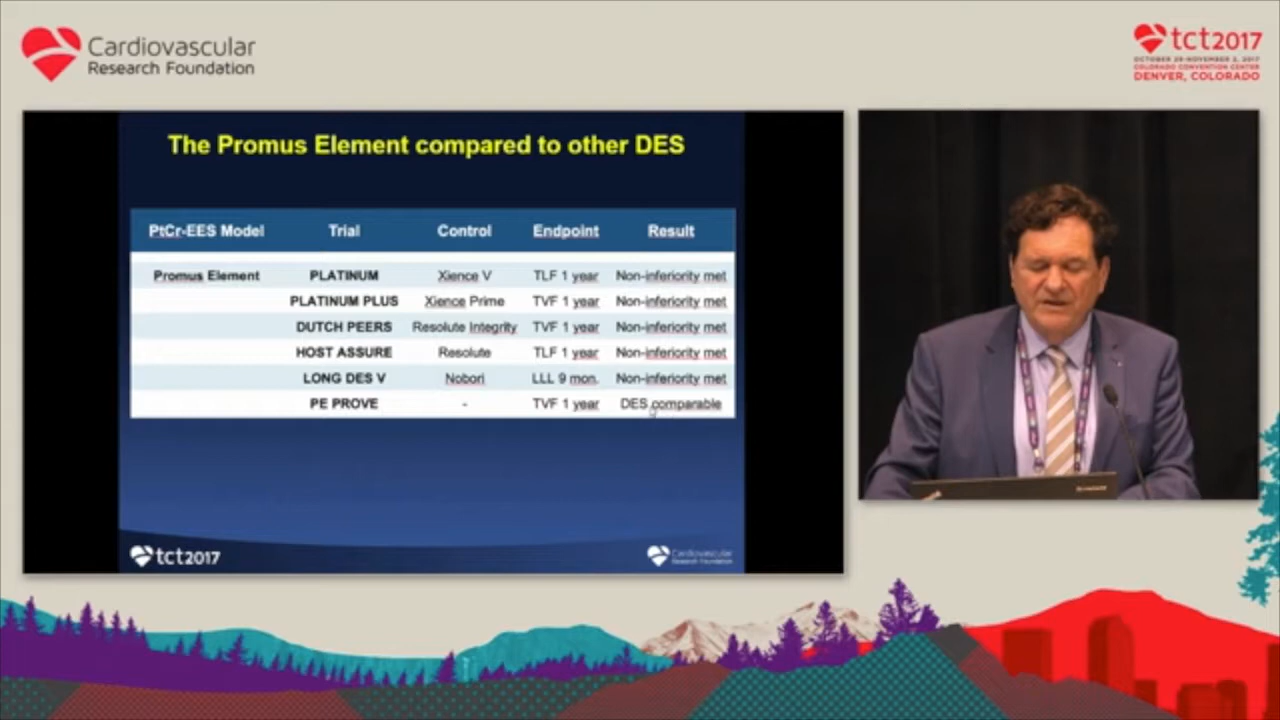 Cardiovascular
Research Foundation
tct2017
OCTOBER 29-NOVEMBER 2, 2017
COLORADO CONVENTION CENTER
DENVER, COLORADO
The Promus Element compared to other DES
PtCr-EES Model Trial Control Endpoint Result
Promus Element PLATINUM Xience V TLF 1 year Non-inferiority met
PLATINUM PLUS Xience Prime TVF 1 year Non-inferiority met
DUTCH PEERS Resolute Integrity TVF 1 year Non-inferiority met
HOST ASSURE Resolute TLF 1 year Non-inferiority met
LONG DES V Nobori LLL 9 mon. Non-inferiority met
PE PROVE - TVF 1 year DES comparable
tct2017
Cardiovascular
Research Foundation